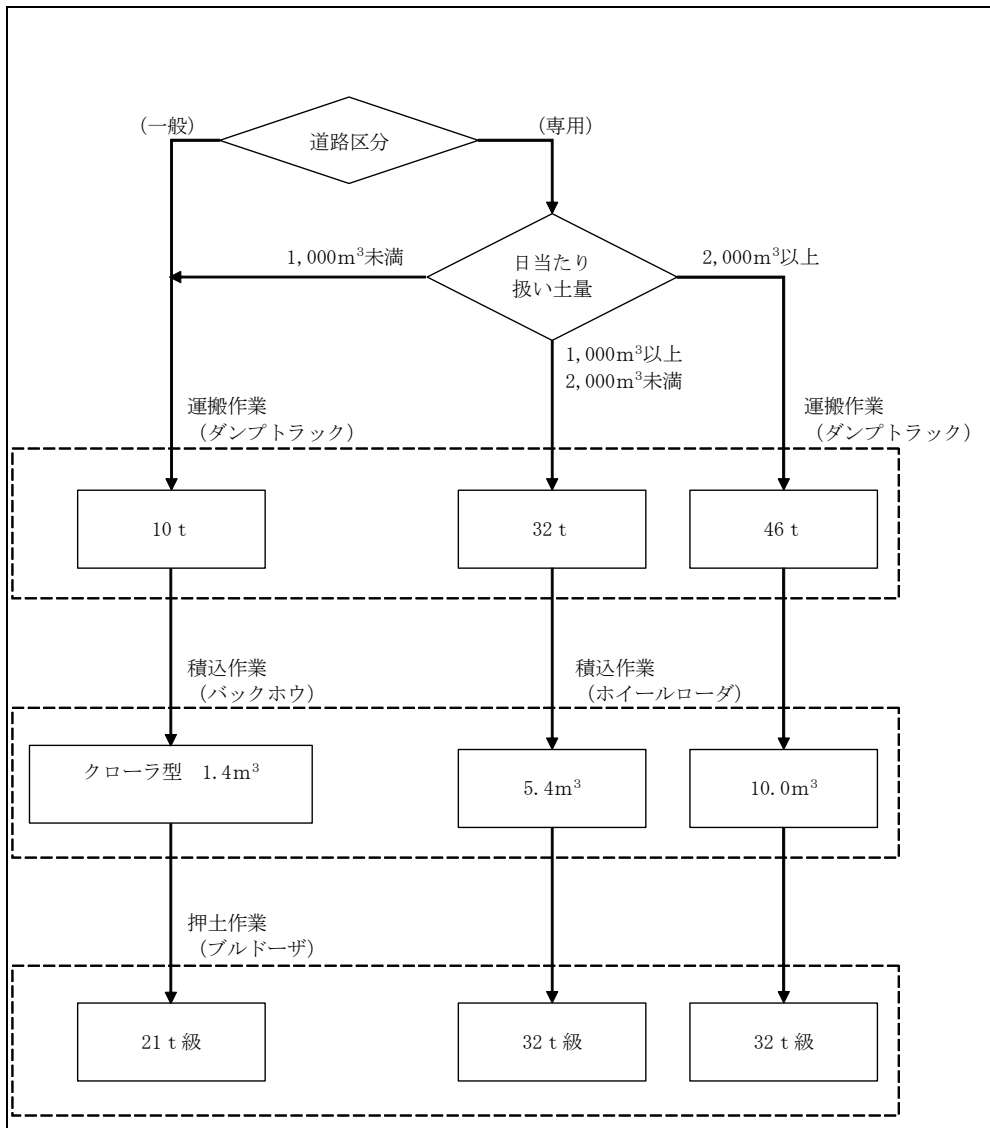 (一般)
道路区分
(専用)
1,000m³未満
日当たり
扱い土量
2,000m³以上
1,000m³以上
2,000m³未満
運搬作業
(ダンプトラック)
運搬作業
(ダンプトラック)
10ｔ
32ｔ
46ｔ
積込作業
(バックホウ)
積込作業
(ホイールローダ)
クローラ型　1.4m³
5.4m³
10.0m³
押土作業
(ブルドーザ)
21ｔ級
32ｔ級
32ｔ級